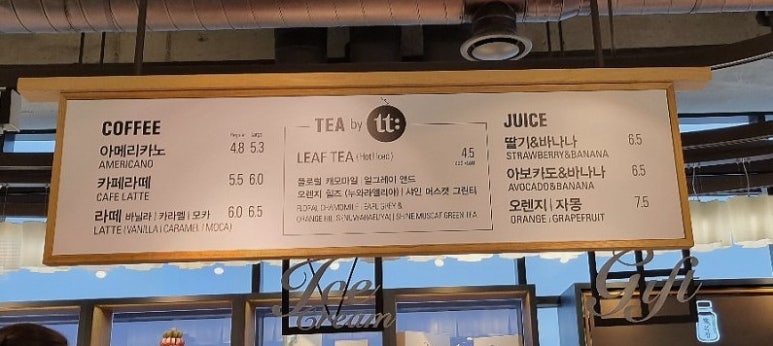 COFFEE
Regular Large
아메리카노 4.8 5.3
AMERICANO
카페라떼 5.5 6.0
CAFE LATTE
라떼 바닐라 | 카라멜 | 모카 6.0 6.5
LATTE (VANILLA | CARAMEL | MOCA)
TEA by tt:
LEAF TEA (Hot | Iced) 4.5
플로럴 캐모마일 | 얼그레이 앤드
오렌지 힐즈 (누와라엘리야) | 샤인 머스캣 그린티
FLORAL CHAMOMILE | EARL GREY &
ORANGE HILLS (NUWARAELIYA) | SHINE MUSCAT GREEN TEA
JUICE
딸기&바나나 6.5
STRAWBERRY&BANANA
아보카도&바나나 6.5
AVOCADO&BANANA
오렌지 | 자몽 7.5
ORANGE | GRAPEFRUIT
Ice
Cream
Gift